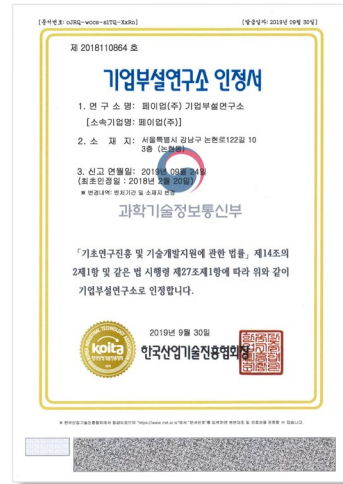 [문서번호: oJRQ-wocs-slTQ-XxRn] [발급일자: 2019년 09월 30일]
제 2018110864 호
기업부설연구소 인정서
1. 연 구 소 명: 페이업(주) 기업부설연구소
[소속기업명: 페이업(주)]
2. 소 재 지: 서울특별시 강남구 논현로122길 10
3층 (논현동)
3. 신고 연월일: 2019년 09월 24일
(최초인정일 : 2018년 2월 20일)
과학기술정보통신부
「기초연구진흥 및 기술개발지원에 관한 법률」 제14조의
2제1항 및 같은 법 시행령 제27조제1항에 따라 위와 같이
기업부설연구소로 인정합니다.
2019년 9월 30일
koita
한국산업기술진흥협회장